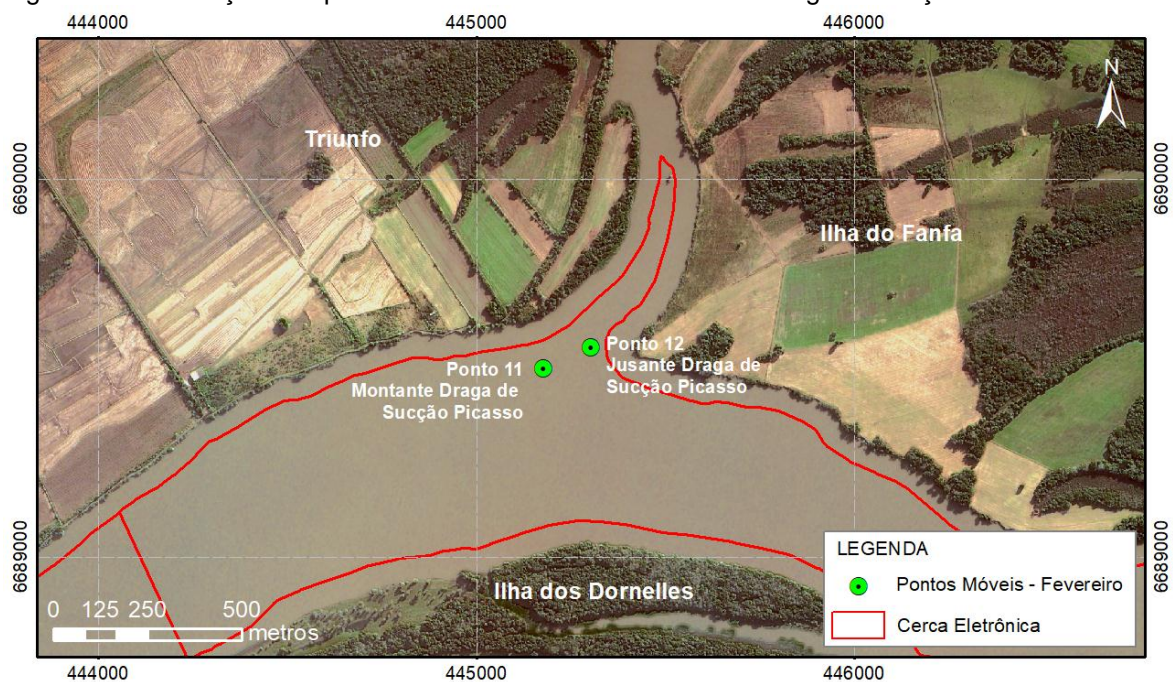 444000 445000 446000
N
Triunfo
6690000 6690000
Ilha do Fanfa
Ponto 12
Jusante Draga de
Sucção Picasso
Ponto 11
Montante Draga de
Sucção Picasso
6689000 6689000
LEGENDA
Pontos Móveis - Fevereiro
Cerca Eletrônica
Ilha dos Dornelles
0 125 250 500
metros
444000 445000 446000